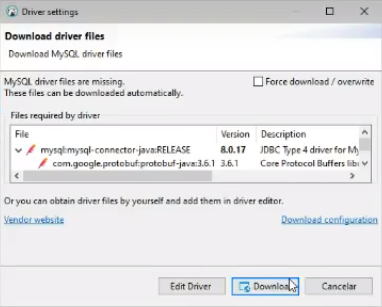 Driver settings
Download driver files
Download MySQL driver files
MySQL driver files are missing.
These files can be downloaded automatically.
Force download / overwrite
Files required by driver
File Version Description
mysql:mysql-connector-java:RELEASE 8.0.17 JDBC Type 4 driver for My
com.google.protobuf:protobuf-java:3.6.1 3.6.1 Core Protocol Buffers libr
Or you can obtain driver files by yourself and add them in driver editor.
Vendor website Download configuration
Edit Driver Download Cancelar